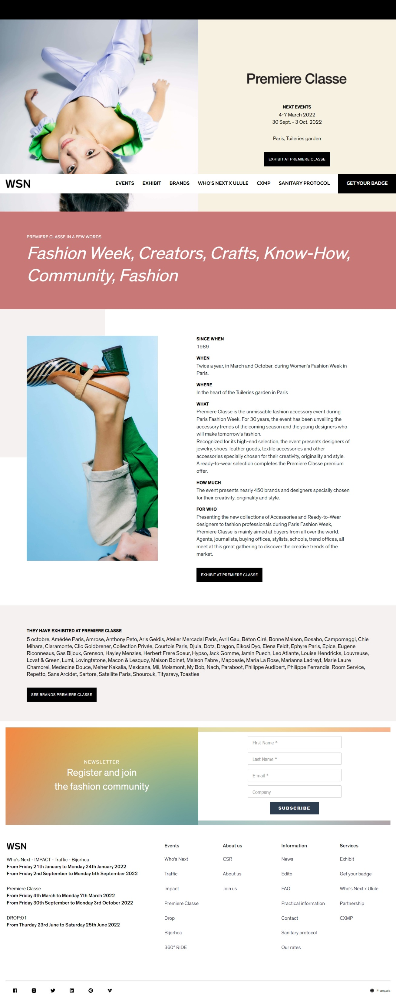 Premiere Classe
NEXT EVENTS
4-7 March 2022
30 Sept. - 3 Oct. 2022
Paris, Tuileries garden
EXHIBIT AT PREMIERE CLASSE
WSN
EVENTS
EXHIBIT
BRANDS
WHO'S NEXT X ULULE
CXMP
SANITARY PROTOCOL
GET YOUR BADGE
PREMIERE CLASSE IN A FEW WORDS
Fashion Week, Creators, Crafts, Know-How,
Community, Fashion
SINCE WHEN
1989
WHEN
Twice a year, in March and October, during Women's Fashion Week in
Paris.
WHERE
In the heart of the Tuileries garden in Paris
WHAT
Premiere Classe is the unmissable fashion accessory event during
Paris Fashion Week. For 30 years, the event has been unveiling the
accessory trends of the coming season and the young designers who
will make tomorrow's fashion.
Recognized for its high-end selection, the event presents designers of
jewelry, shoes, leather goods, textile accessories and other
accessories specially chosen for their creativity, originality and style.
A ready-to-wear selection completes the Premiere Classe premium
offer.
HOW MUCH
The event presents nearly 450 brands and designers specially chosen
for their creativity, originality and style.
FOR WHO
Presenting the new collections of Accessories and Ready-to-Wear
designers to fashion professionals during Paris Fashion Week,
Premiere Classe is mainly aimed at buyers from all over the world.
Agents, journalists, buying offices, stylists, schools, trend offices, all
meet at this great gathering to discover the creative trends of the
market.
EXHIBIT AT PREMIERE CLASSE
THEY HAVE EXHIBITED AT PREMIERE CLASSE
5 octobre, Amédée Paris, Amrose, Anthony Peto, Aris Geldis, Atelier Mercadal Paris, Avril Gau, Béton Ciré, Bonne Maison, Bosabo, Campomaggi, Chie
Mihara, Claramonte, Clio Goldbrener, Collection Privée, Courtois Paris, Djula, Dotz, Dragon, Eikosi Dyo, Elena Feidt, Ephyre Paris, Epice, Eugene
Riconneaus, Gas Bijoux, Grenson, Hayley Menzies, Herbert Frere Soeur, Hypso, Jack Gomme, Jamin Puech, Leo Atlante, Louise Hendricks, Louvreuse,
Lovat & Green, Lumi, Lovingtstone, Macon & Lesquoy, Maison Boinet, Maison Fabre , Mapoesie, Maria La Rose, Marianna Ladreyt, Marie Laure
Chamorel, Medecine Douce, Meher Kakalia, Mexicana, Mii, Moismont, My Bob, Nach, Paraboot, Philippe Audibert, Philippe Ferrandis, Room Service,
Repetto, Sans Arcidet, Sartore, Satellite Paris, Shourouk, Tityaravy, Toasties
SEE BRANDS PREMIERE CLASSE
NEWSLETTER
Register and join
the fashion community
First Name *
Last Name *
E-mail *
Company
SUBSCRIBE
WSN
Who's Next - IMPACT - Traffic - Bijorhca
From Friday 21th January to Monday 24th January 2022
From Friday 2nd September to Monday 5th September 2022
Premiere Classe
From Friday 4th March to Monday 7th March 2022
From Friday 30th September to Monday 3rd October 2022
DROP:01
From Thurday 23rd June to Saturday 25th June 2022
Events
Who's Next
Traffic
Impact
Premiere Classe
Drop
Bijorhca
360° RIDE
About us
CSR
About us
Join us
Information
News
Edito
FAQ
Practical information
Contact
Sanitary protocol
Our rates
Services
Exhibit
Get your badge
Who's Next x Ulule
Partnership
CXMP
Français